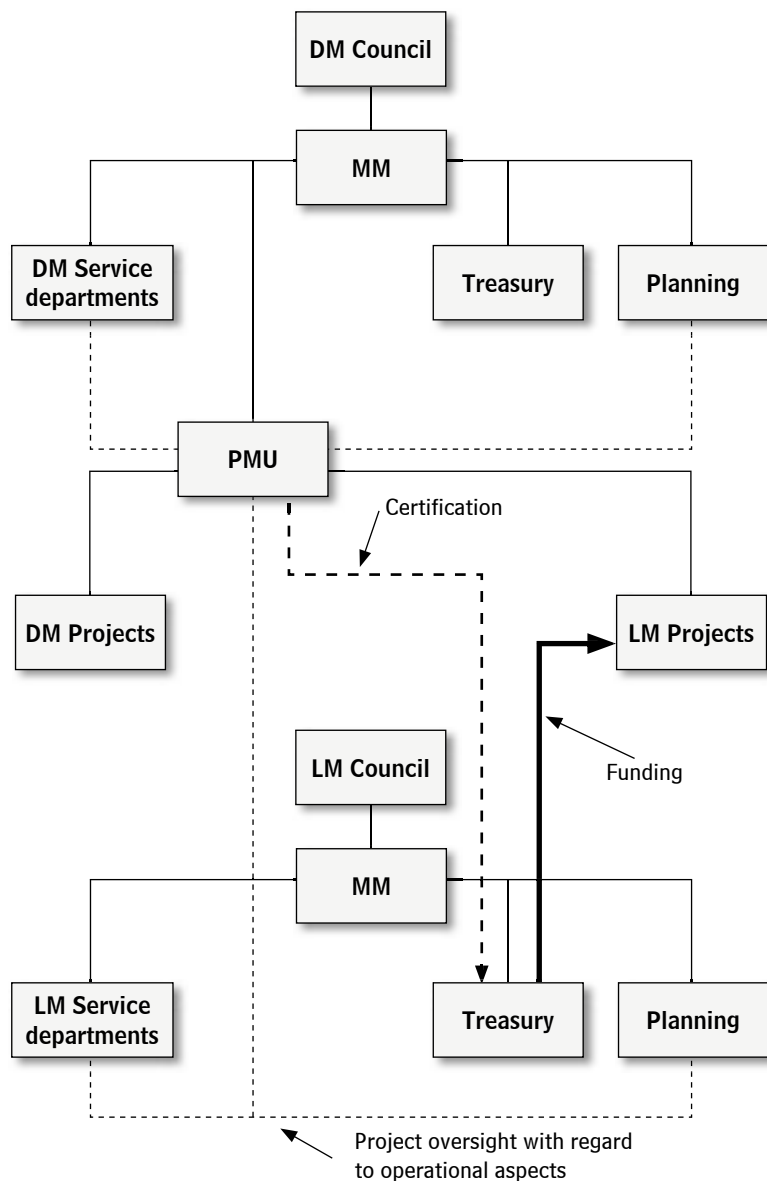 DM Council
MM
DM Service
departments
Treasury
Planning
PMU
Certification
DM Projects
LM Projects
LM Council
Funding
MM
LM Service
departments
Treasury
Planning
Project oversight with regard
to operational aspects